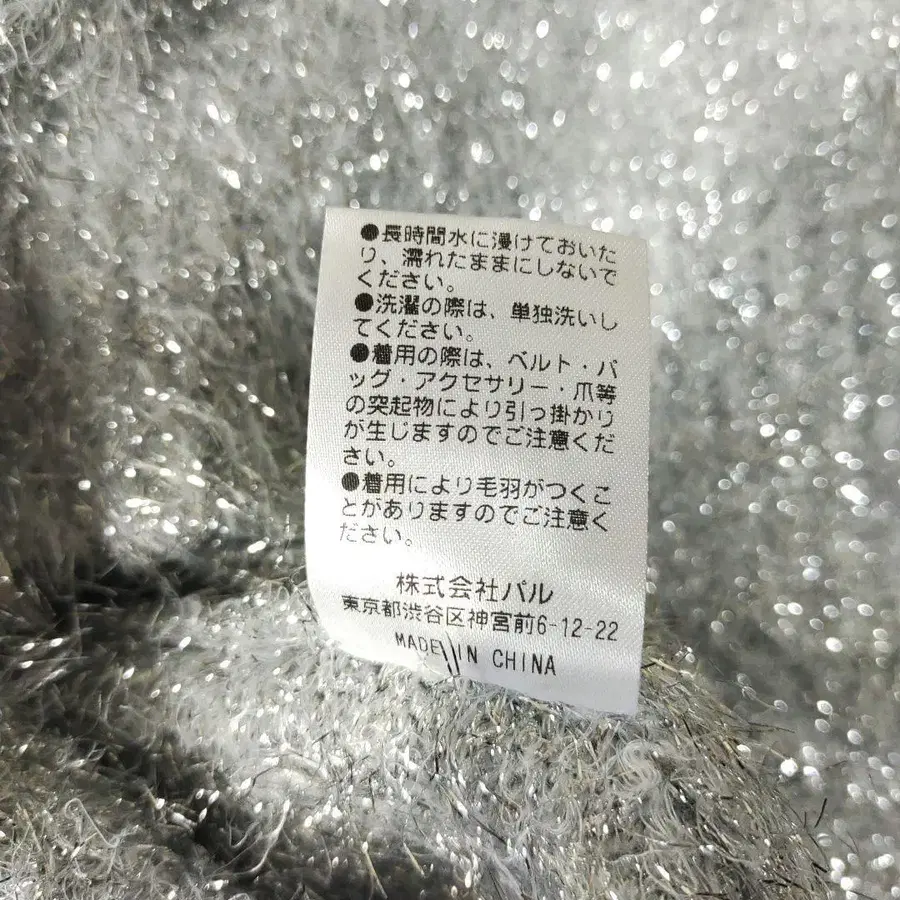 ●長時間水に浸けておいた
り、濡れたままにしないで
ください。
●洗濯の際は、単独洗いし
てください。
●着用の際は、ベルト・バ
ッグ・アクセサリー・爪等
の突起物により引っ掛かり
が生じますのでご注意くだ
さい。
●着用により毛羽がつくこ
とがありますのでご注意く
ださい。
株式会社パル
東京都渋谷区神宮前6-12-22
MADE IN CHINA